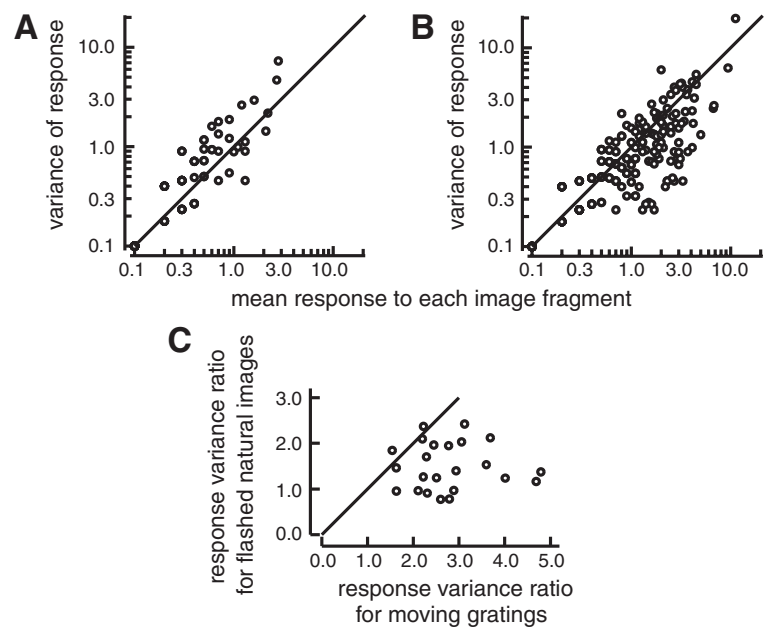 A
variance of response
10.0
3.0
1.0
0.3
0.1
0.1 0.3 1.0 3.0 10.0
B
variance of response
10.0
3.0
1.0
0.3
0.1
0.1 0.3 1.0 3.0 10.0
mean response to each image fragment
C
response variance ratio
for flashed natural images
3.0
2.0
1.0
0.0
0.0 1.0 2.0 3.0 4.0 5.0
response variance ratio
for moving gratings